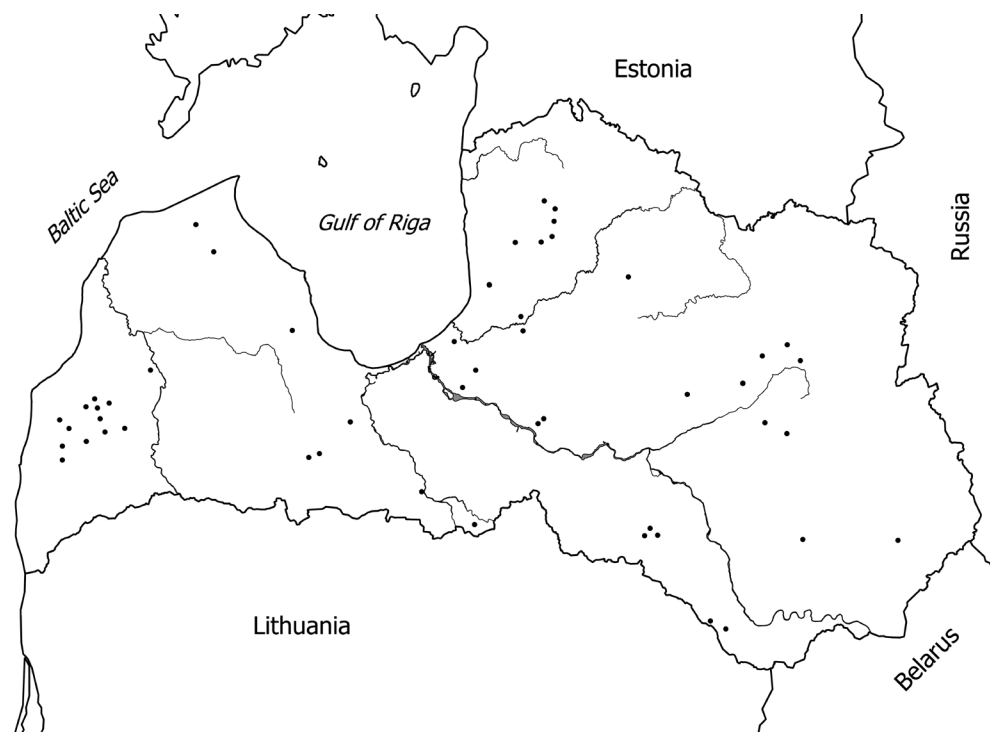 Estonia
Baltic Sea
Gulf of Riga
Russia
Lithuania
Belarus